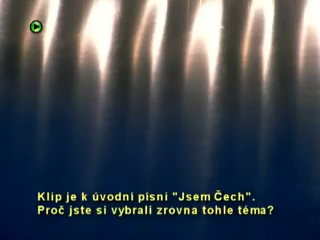 Klip je k úvodní písni "Jsem Čech".
Proč jste si vybrali zrovna tohle téma?